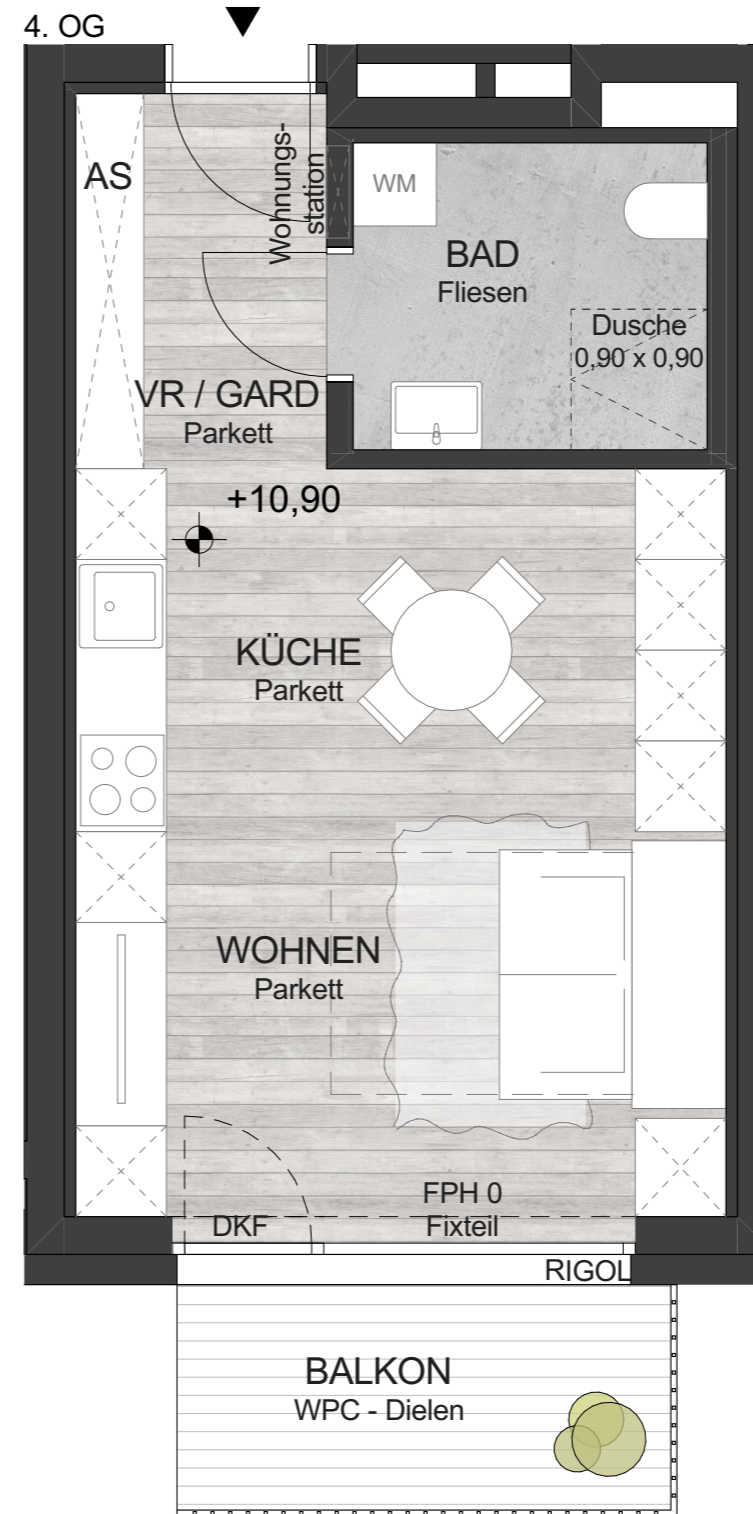 4. OG
AS
Wohnungs-
station
WM
BAD
Fliesen
Dusche
0,90 x 0,90
VR / GARD
Parkett
+10,90
KÜCHE
Parkett
WOHNEN
Parkett
FPH 0
DKF
Fixteil
RIGOL
BALKON
WPC - Dielen